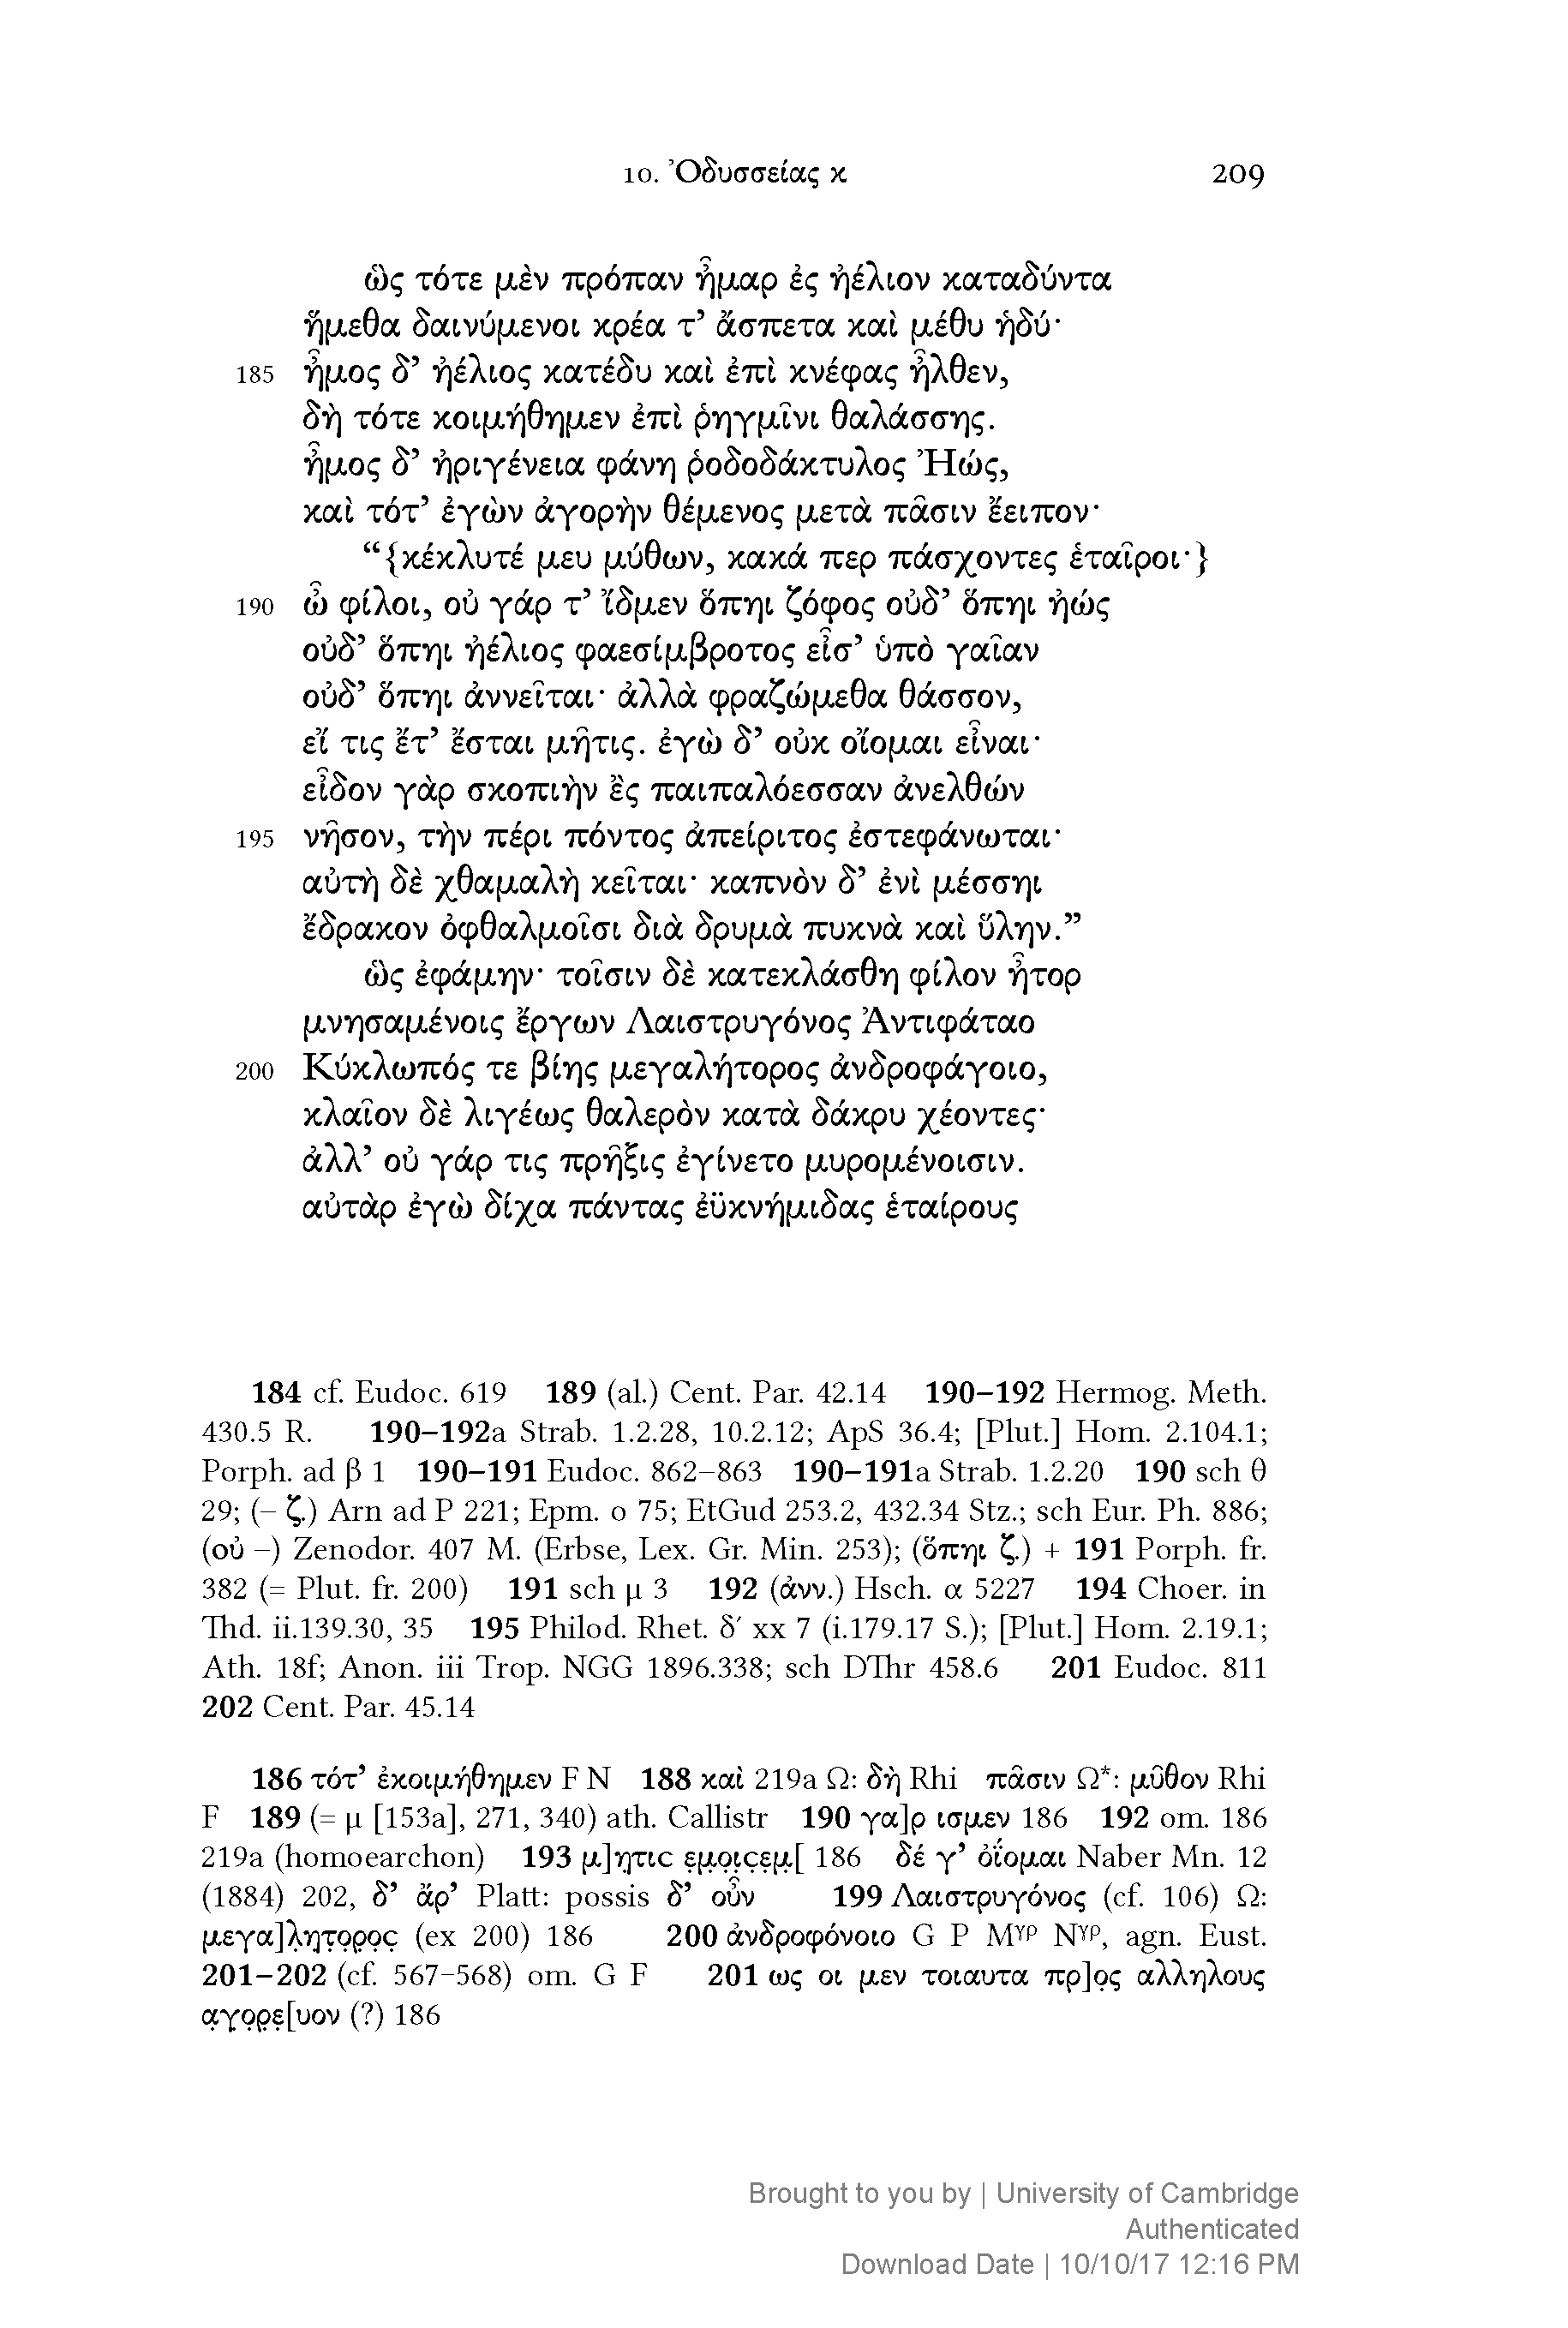 10. Ὀδυσσείας κ 209
ὣς τότε μὲν πρόπαν ἦμαρ ἐς ἠέλιον καταδύντα
ἥμεθα δαινύμενοι κρέα τ’ ἄσπετα καὶ μέθυ ἡδύ·
185 ἦμος δ’ ἠέλιος κατέδυ καὶ ἐπὶ κνέφας ἦλθεν,
δὴ τότε κοιμήθημεν ἐπὶ ῥηγμῖνι θαλάσσης.
ἦμος δ’ ἠριγένεια φάνη ῥοδοδάκτυλος Ἠώς,
καὶ τότ’ ἐγὼν ἀγορὴν θέμενος μετὰ πᾶσιν ἔειπον·
“{κέκλυτέ μευ μύθων, κακά περ πάσχοντες ἑταῖροι·}
190 ὦ φίλοι, οὐ γάρ τ’ ἴδμεν ὅπηι ζόφος οὐδ’ ὅπηι ἠώς
οὐδ’ ὅπηι ἠέλιος φαεσίμβροτος εἶσ’ ὑπὸ γαῖαν
οὐδ’ ὅπηι ἀννεῖται· ἀλλὰ φραζώμεθα θάσσον,
εἴ τις ἔτ’ ἔσται μῆτις. ἐγὼ δ’ οὐκ οἴομαι εἶναι·
εἶδον γὰρ σκοπιὴν ἒς παιπαλόεσσαν ἀνελθών
195 νῆσον, τὴν πέρι πόντος ἀπείριτος ἐστεφάνωται·
αὐτὴ δὲ χθαμαλὴ κεῖται· καπνὸν δ’ ἐνὶ μέσσηι
ἔδρακον ὀφθαλμοῖσι διὰ δρυμὰ πυκνὰ καὶ ὕλην.”
ὣς ἐφάμην· τοῖσιν δὲ κατεκλάσθη φίλον ἦτορ
μνησαμένοις ἔργων Λαιστρυγόνος Ἀντιφάταο
200 Κύκλωπός τε βίης μεγαλήτορος ἀνδροφάγοιο,
κλαῖον δὲ λιγέως θαλερὸν κατὰ δάκρυ χέοντες·
ἀλλ’ οὐ γάρ τις πρῆξις ἐγίνετο μυρομένοισιν.
αὐτὰρ ἐγὼ δίχα πάντας ἐϋκνήμιδας ἑταίρους
184 cf. Eudoc. 619 189 (al.) Cent. Par. 42.14 190–192 Hermog. Meth.
430.5 R. 190–192a Strab. 1.2.28, 10.2.12; ApS 36.4; [Plut.] Hom. 2.104.1;
Porph. ad β 1 190–191 Eudoc. 862–863 190–191a Strab. 1.2.20 190 sch θ
29; (– ζ.) Arn ad P 221; Epm. o 75; EtGud 253.2, 432.34 Stz.; sch Eur. Ph. 886;
(οὐ –) Zenodor. 407 M. (Erbse, Lex. Gr. Min. 253); (ὅπηι ζ.) + 191 Porph. fr.
382 (= Plut. fr. 200) 191 sch μ 3 192 (ἀνν.) Hsch. α 5227 194 Choer. in
Thd. ii.139.30, 35 195 Philod. Rhet. δ′ xx 7 (i.179.17 S.); [Plut.] Hom. 2.19.1;
Ath. 18f; Anon. iii Trop. NGG 1896.338; sch DThr 458.6 201 Eudoc. 811
202 Cent. Par. 45.14
186 τότ’ ἐκοιμήθημεν F N 188 καὶ 219a Ω: δὴ Rhi πᾶσιν Ω*: μῦθον Rhi
F 189 (= μ [153a], 271, 340) ath. Callistr 190 γα]ρ ισμεν 186 192 om. 186
219a (homoearchon) 193 μ]ητις ẹμọιc̣ẹμ[ 186 δέ γ’ ὀΐομαι Naber Mn. 12
(1884) 202, δ’ ἄρ’ Platt: possis δ’ οὖν 199 Λαιστρυγόνος (cf. 106) Ω:
μεγα]λ̣ητ̣ορ̣ος̣ (ex 200) 186 200 ἀνδροφόνοιο G P Mγρ Nγρ, agn. Eust.
201–202 (cf. 567–568) om. G F 201 ως οι μεν τοιαυτα πρ]ο̣ς αλληλους
α̣γο̣ρ̣ε̣[υον (?) 186
Brought to you by | University of Cambridge
Authenticated
Download Date | 10/10/17 12:16 PM